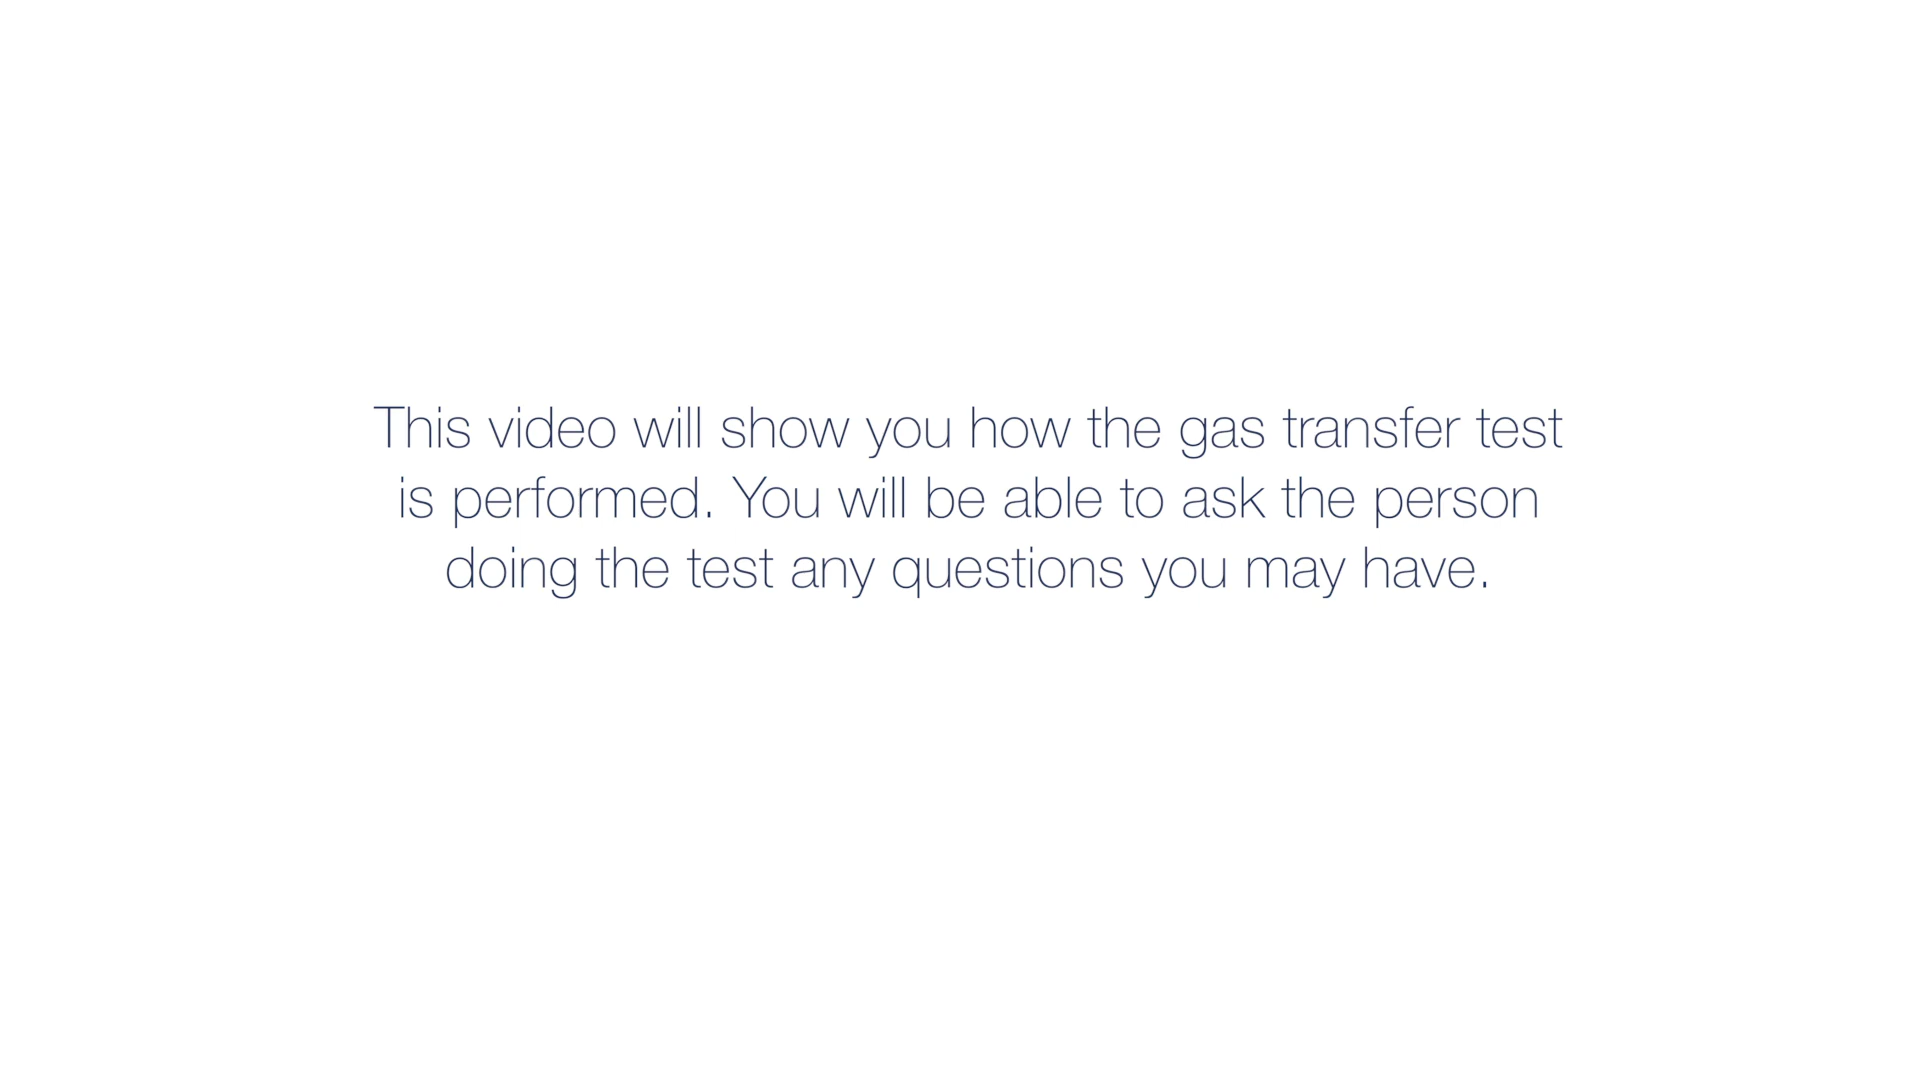 This video will show you how the gas transfer test
is performed. You will be able to ask the person
doing the test any questions you may have.